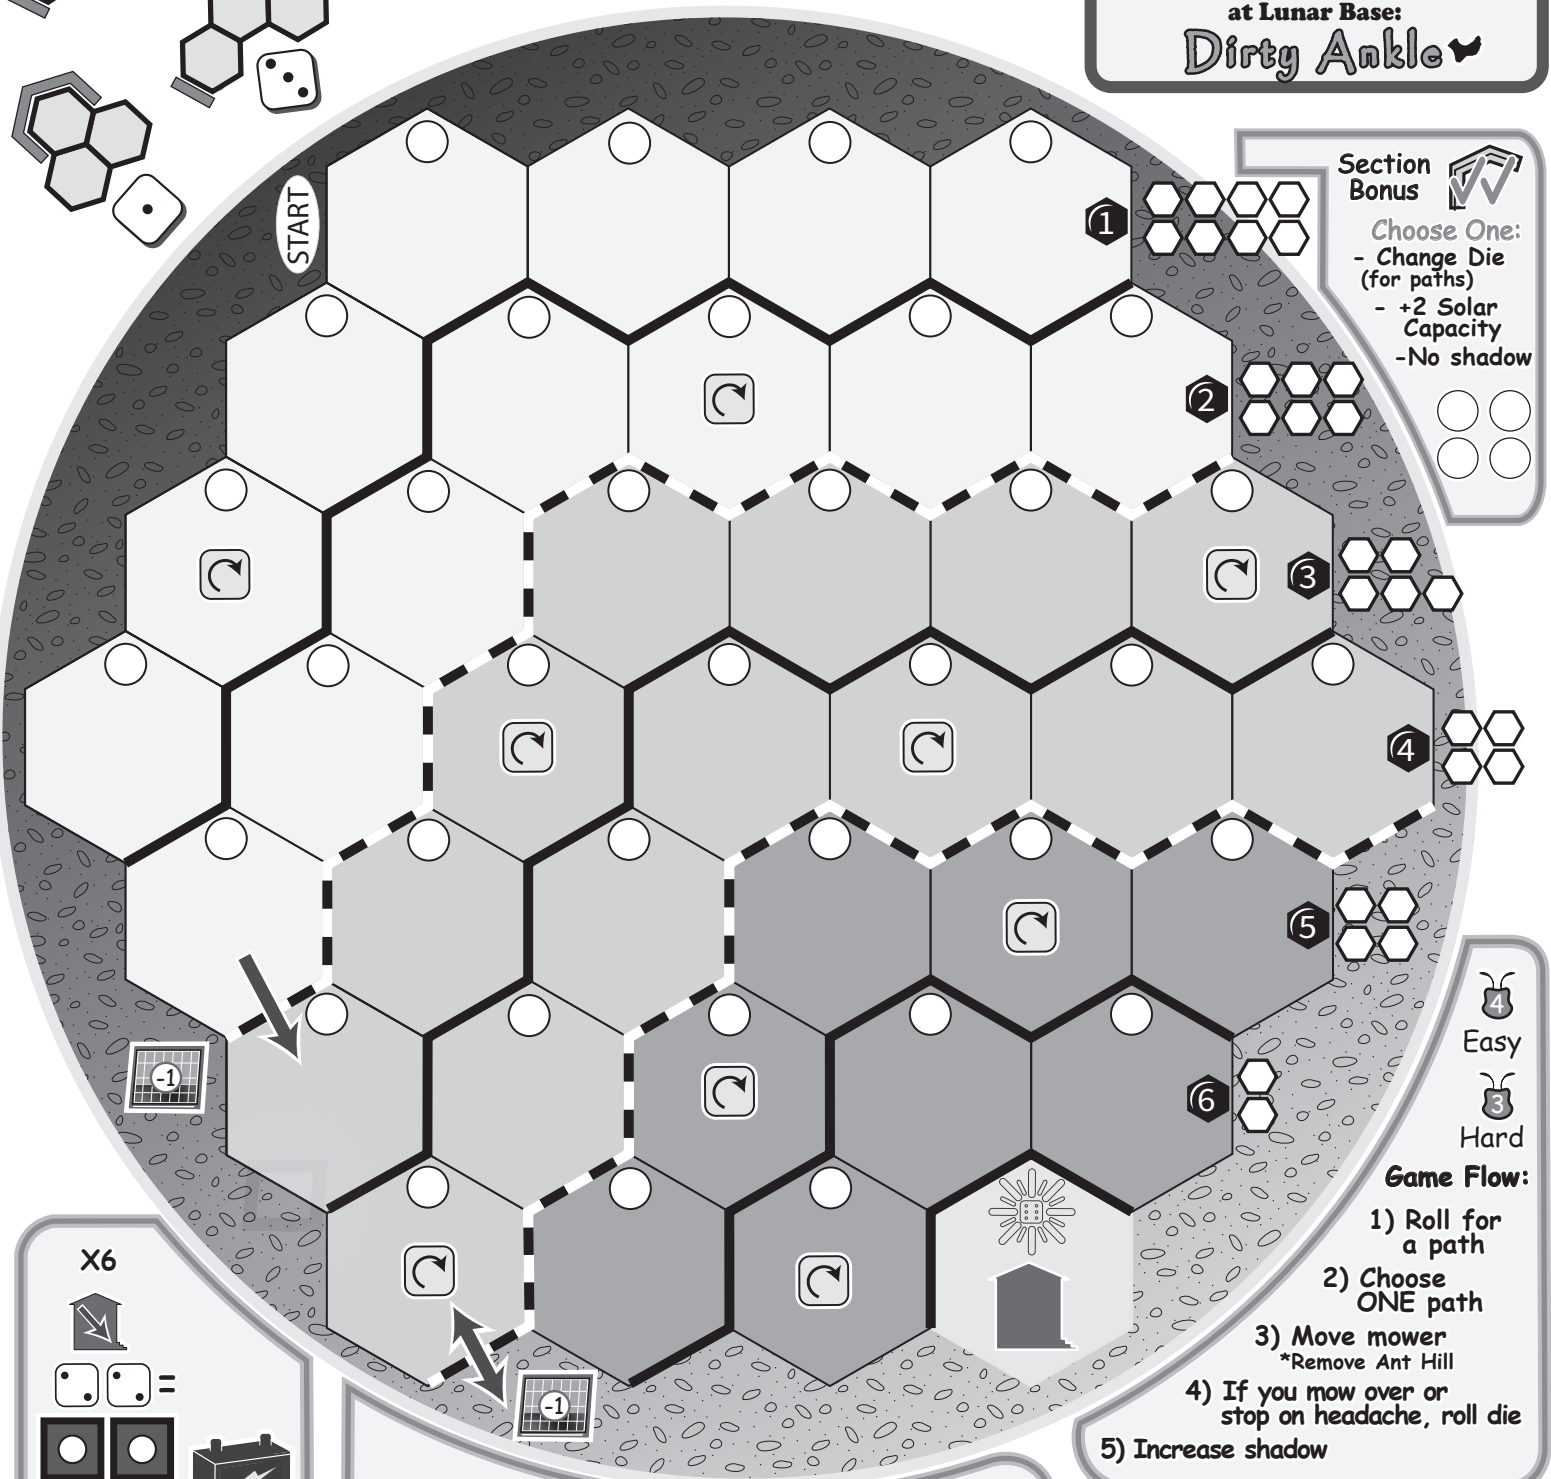 at Lunar Base:
Dirty Ankle
START
1
2
3
4
5
6
Section
Bonus
Choose One:
- Change Die
(for paths)
- +2 Solar
Capacity
-No shadow
-1
-1
4
Easy
3
Hard
Game Flow:
1) Roll for
a path
2) Choose
ONE path
3) Move mower
*Remove Ant Hill
4) If you mow over or
stop on headache, roll die
5) Increase shadow
X6
=